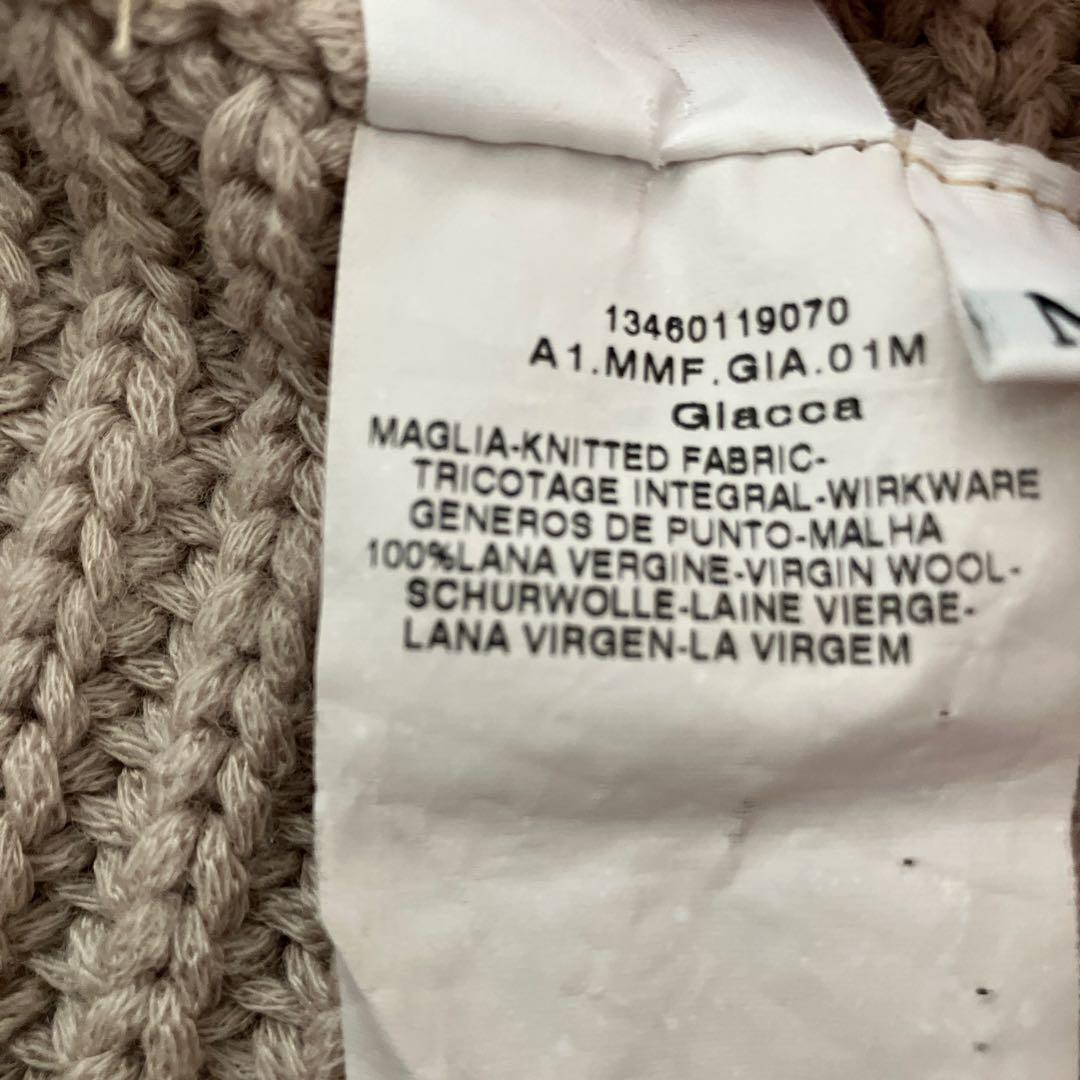 13460119070
A1.MMF.GIA.01M
Giacca
MAGLIA-KNITTED FABRIC-
TRICOTAGE INTEGRAL-WIRKWARE
GENEROS DE PUNTO-MALHA
100%LANA VERGINE-VIRGIN WOOL-
SCHURWOLLE-LAINE VIERGE-
LANA VIRGEN-LA VIRGEM